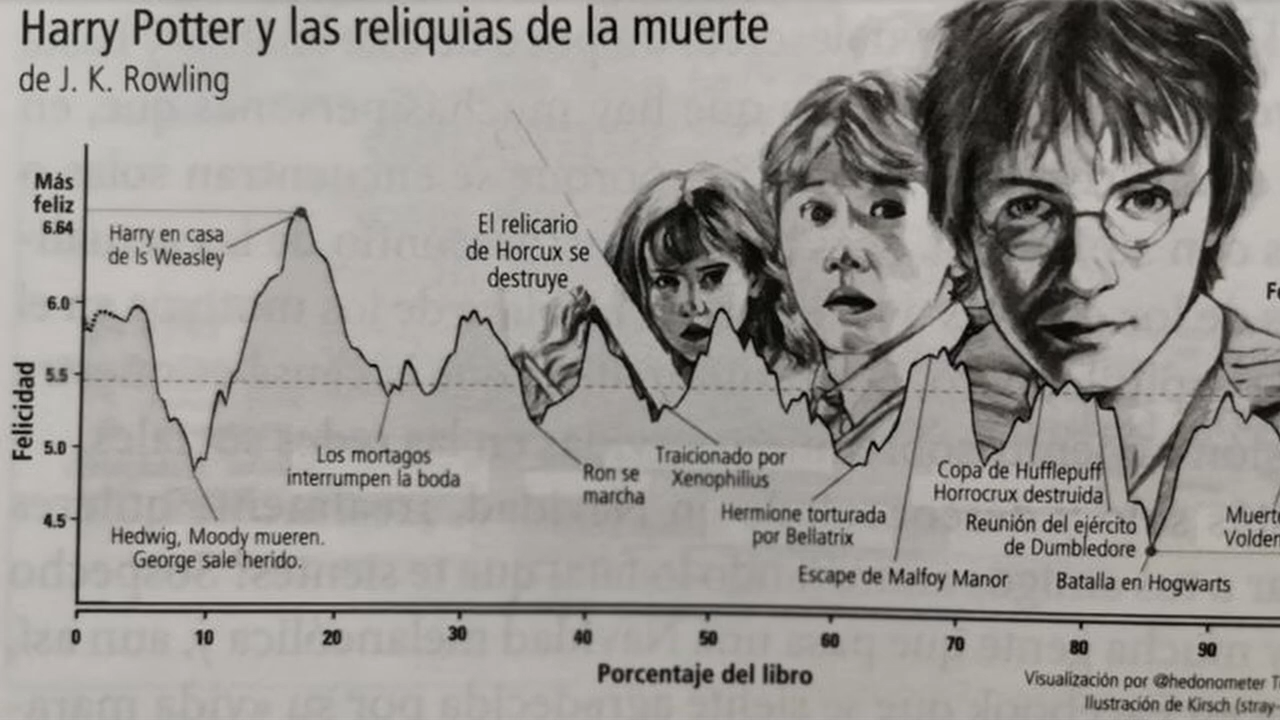 Harry Potter y las reliquias de la muerte
de J. K. Rowling
Más
feliz
6.64
Harry en casa
de ls Weasley
El relicario
de Horcux se
destruye
6.0
5.5
5.0
4.5
Felicidad
Los mortagos
interrumpen la boda
Ron se
marcha
Traicionado por
Xenophilius
Hermione torturada
por Bellatrix
Copa de Hufflepuff
Horrocrux destruida
Reunión del ejército
de Dumbledore
Muerte
Volder
Hedwig, Moody mueren.
George sale herido.
Escape de Malfoy Manor
Batalla en Hogwarts
0 10 20 30 40 50 60 70 80 90
Porcentaje del libro
Visualización por @hedonometer
Ilustración de Kirsch (stray-